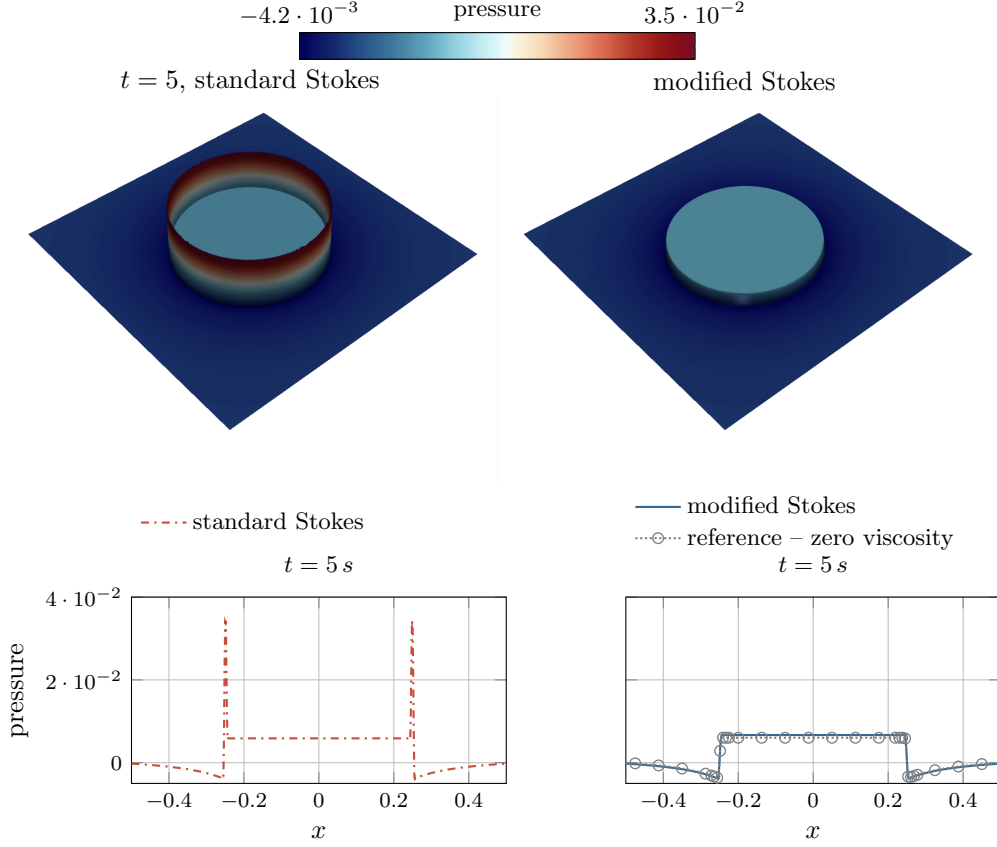 −4.2 · 10⁻³ pressure 3.5 · 10⁻²
t = 5, standard Stokes
modified Stokes
standard Stokes
modified Stokes
reference – zero viscosity
t = 5 s
t = 5 s
4 · 10⁻²
2 · 10⁻²
0
pressure
−0.4 −0.2 0 0.2 0.4
x
−0.4 −0.2 0 0.2 0.4
x